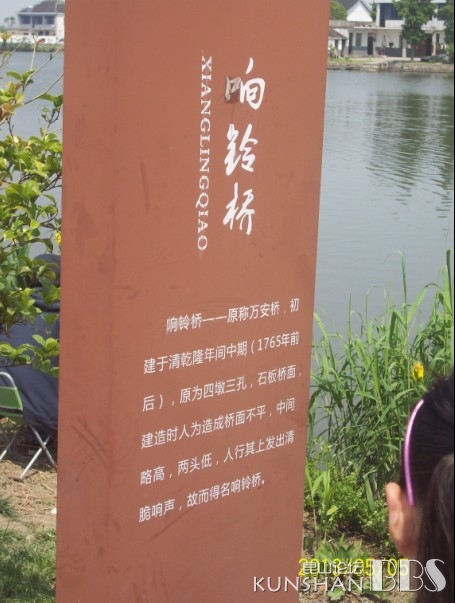 响铃桥
XIANGLINGQIAO
响铃桥——原称万安桥，初
建于清乾隆年间中期（1765年前
后），原为四墩三孔，石板桥面，
建造时人为造成桥面不平，中间
略高，两头低，人行其上发出清
脆响声，故而得名响铃桥。
昆山论坛
KUNSHAN BBS